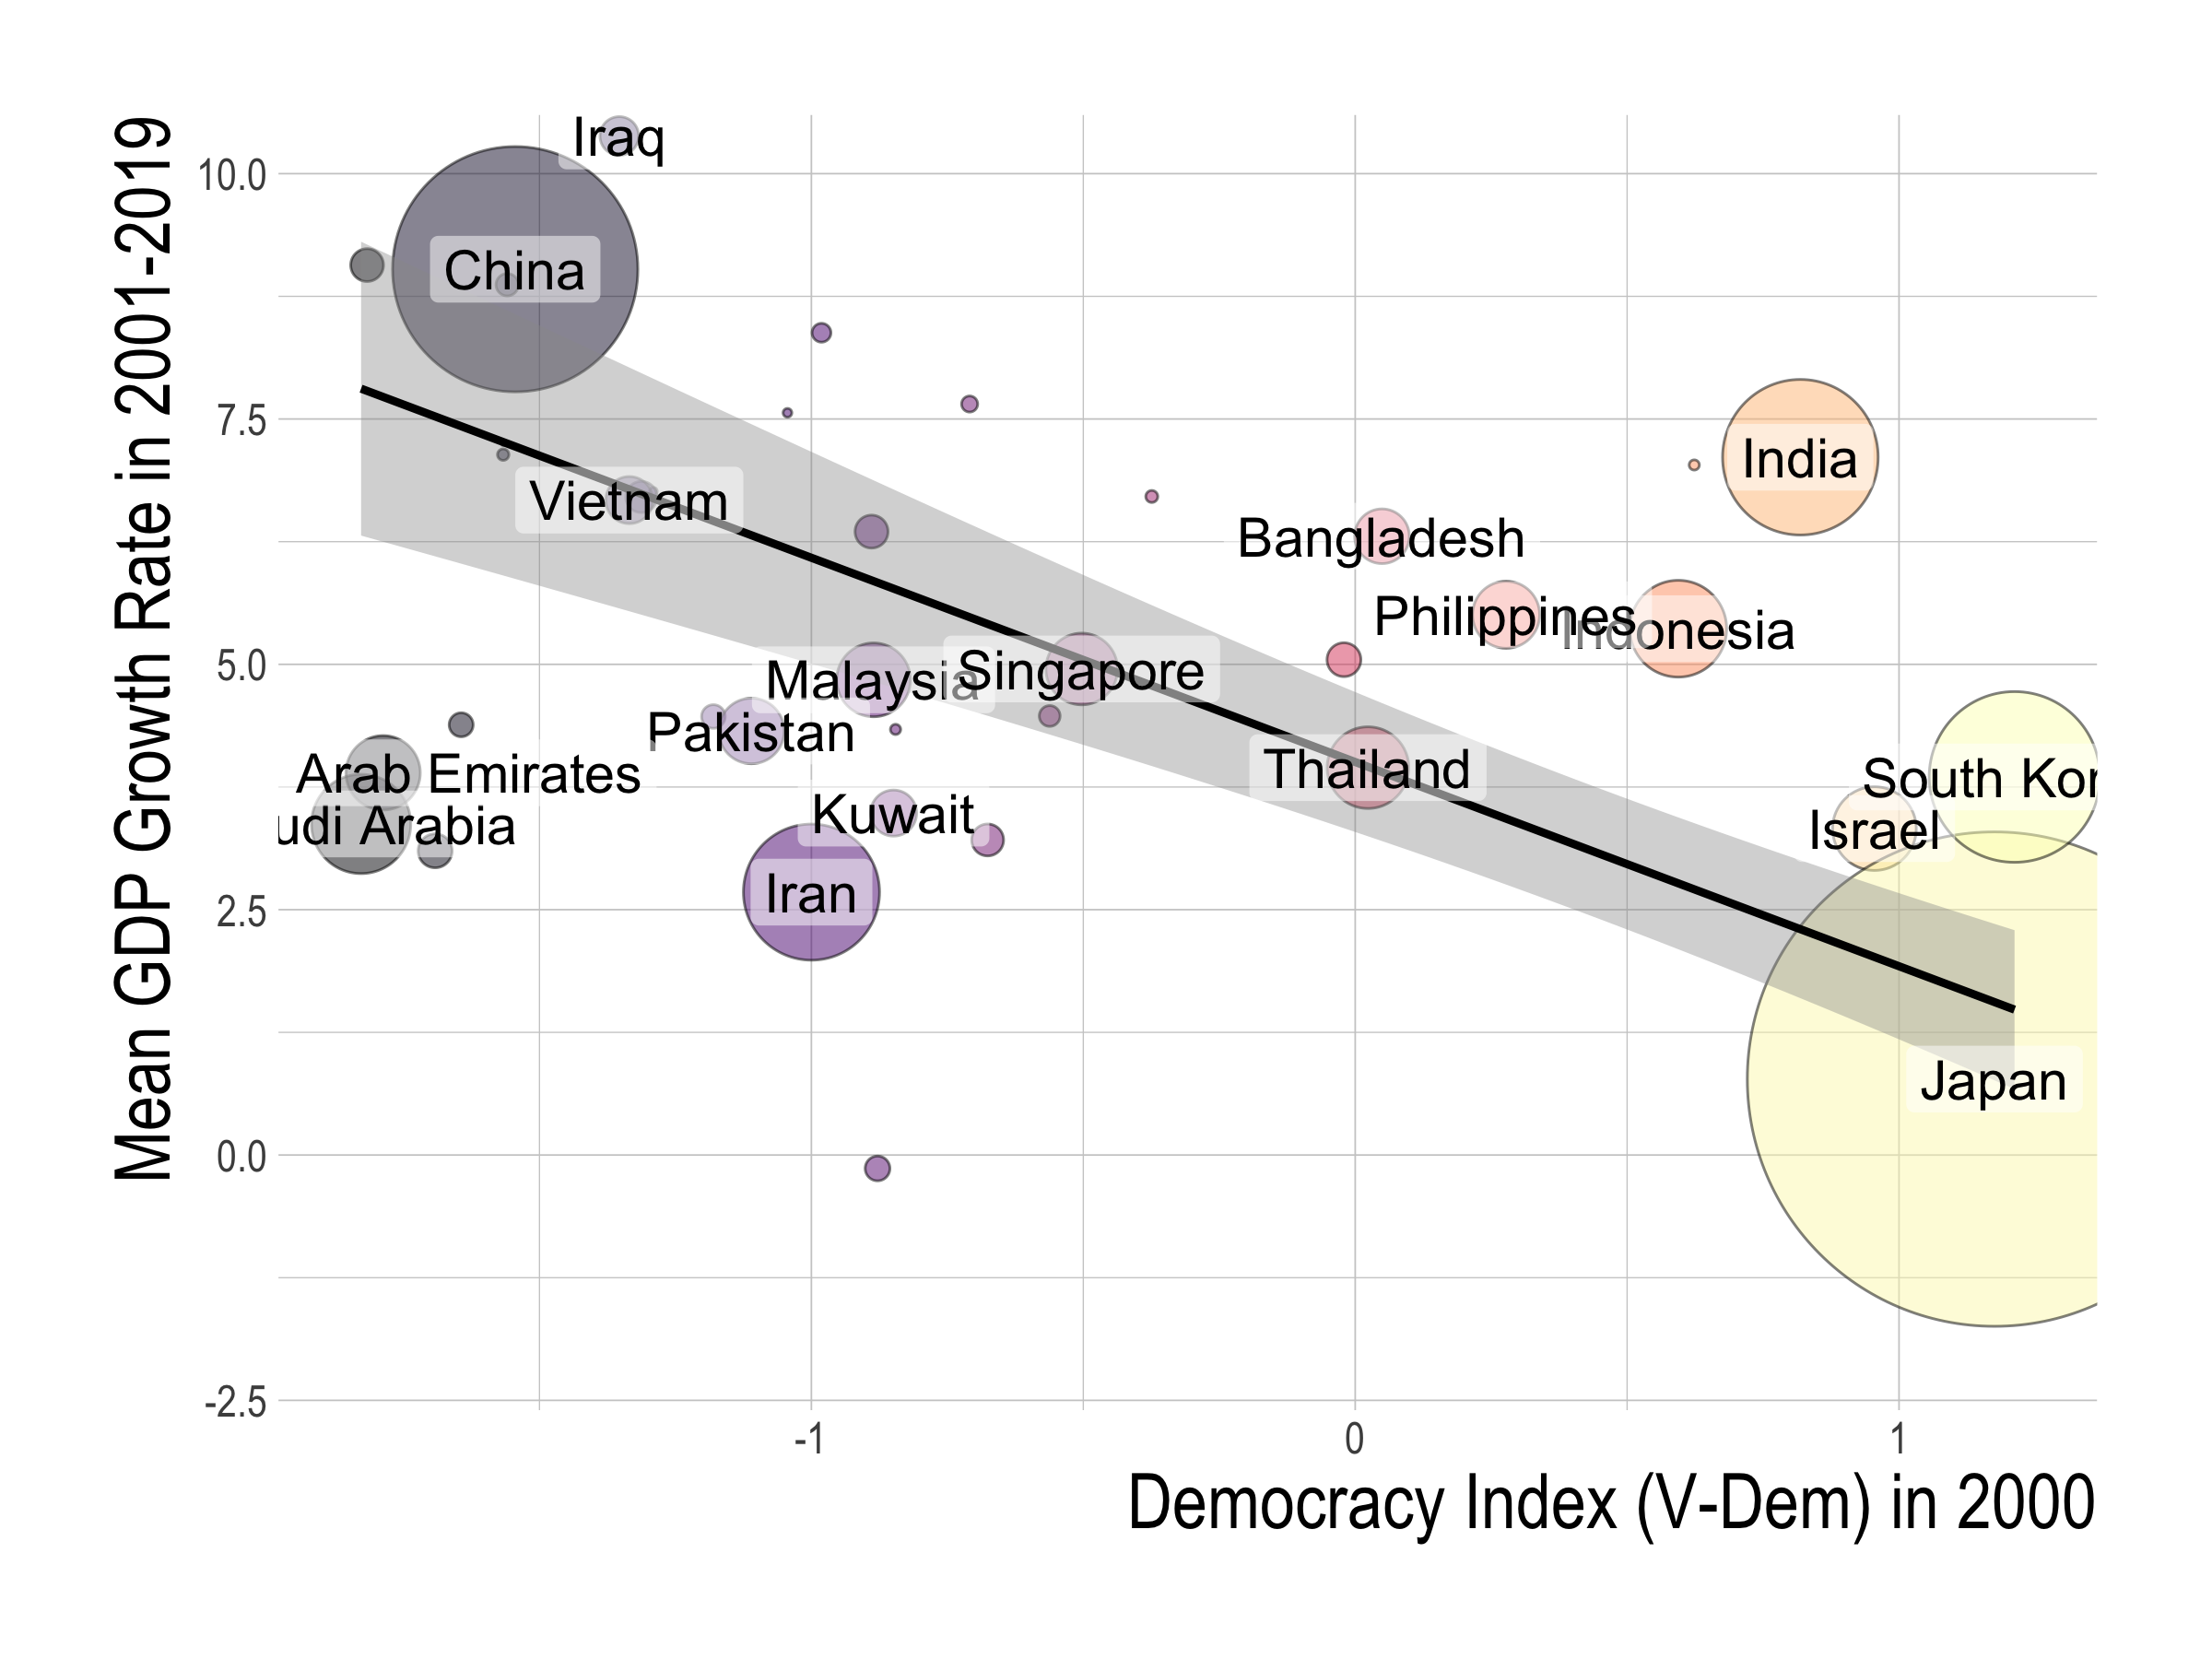 Mean GDP Growth Rate in 2001-2019
10.0
7.5
5.0
2.5
0.0
-2.5
Iraq
China
Vietnam
India
Bangladesh
Philippines
Indonesia
Malaysia
Singapore
Pakistan
Arab Emirates
Thailand
South Kor
udi Arabia
Kuwait
Israel
Iran
Japan
-1
0
1
Democracy Index (V-Dem) in 2000